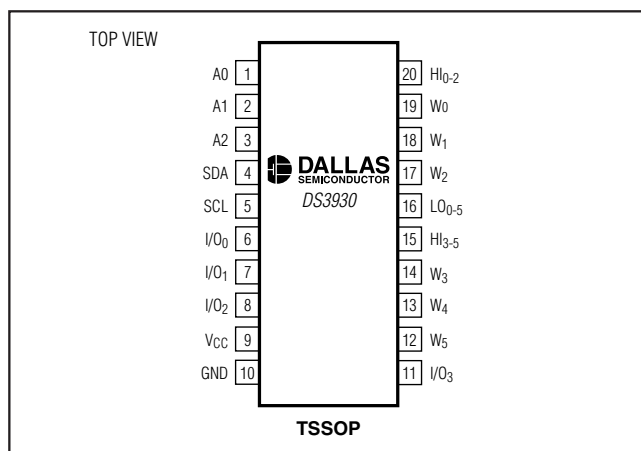 TOP VIEW
A0 1 20 HI0-2
A1 2 19 W0
A2 3 18 W1
DALLAS
SEMICONDUCTOR
SDA 4 17 W2
SCL 5 DS3930 16 LO0-5
I/O0 6 15 HI3-5
I/O1 7 14 W3
I/O2 8 13 W4
VCC 9 12 W5
GND 10 11 I/O3
TSSOP